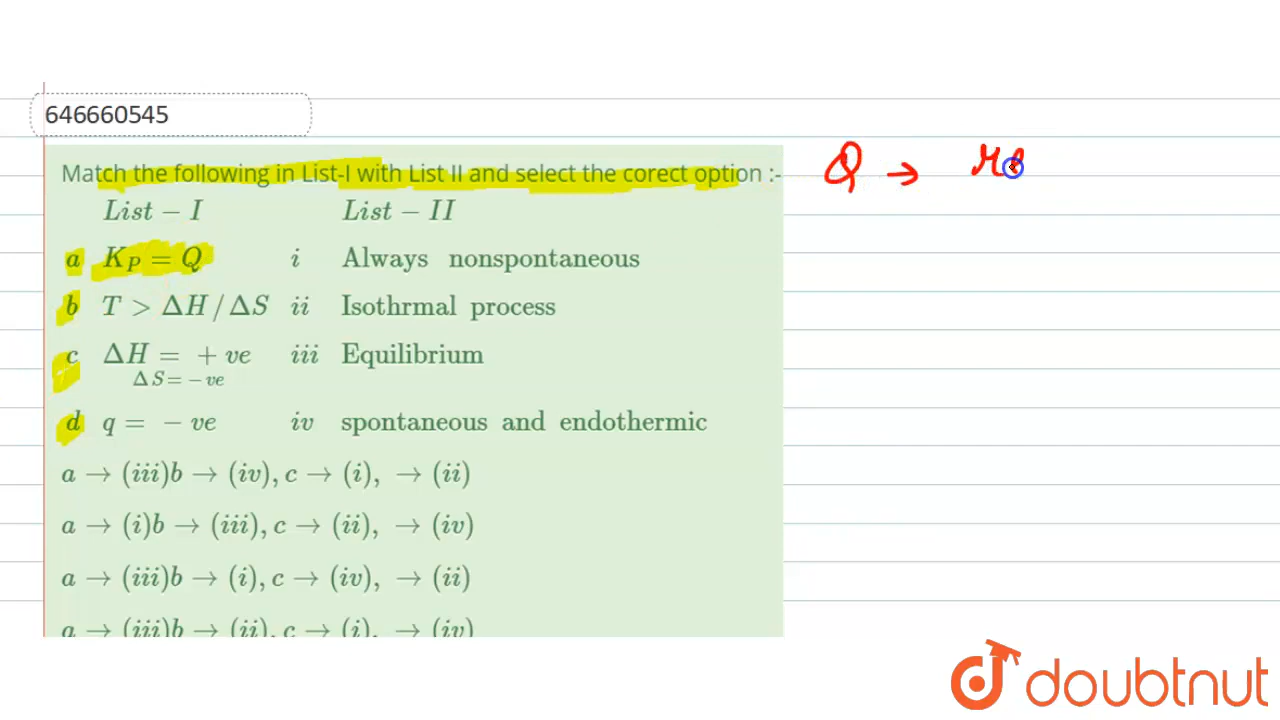 646660545
Match the following in List-I with List II and select the corect option :-
List − I List − II
a K_P = Q i Always nonspontaneous
b T > ΔH / ΔS ii Isothrmal process
c ΔH = + ve iii Equilibrium
ΔS = − ve
d q = − ve iv spontaneous and endothermic
a → (iii)b → (iv), c → (i), → (ii)
a → (i)b → (iii), c → (ii), → (iv)
a → (iii)b → (i), c → (iv), → (ii)
a → (iii)b → (ii), c → (i), → (iv)
Q →
doubtnut